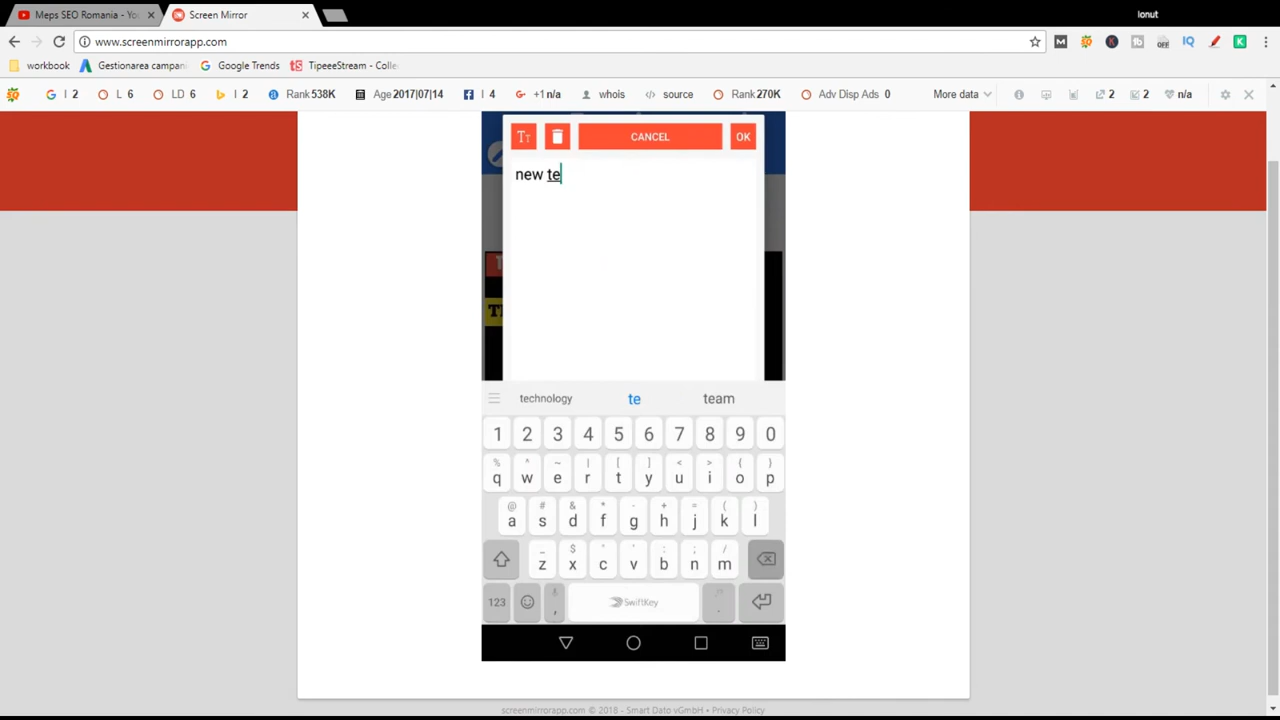 Meps SEO Romania - Yo
Screen Mirror
Ionut
www.screenmirrorapp.com
workbook
Gestionarea campan
Google Trends
TipeeeStream - Colle
I 2
L 6
LD 6
I 2
Rank 538K
Age 2017|07|14
I 4
+1 n/a
whois
source
Rank 270K
Adv Disp Ads 0
More data
2
2
n/a
Tт
CANCEL
OK
new te
technology
te
team
1 2 3 4 5 6 7 8 9 0
% ^ ~ | [ ] < > { }
q w e r t y u i o p
@ # & * - + = ( )
a s d f g h j k l
_ $ " ' : ; /
z x c v b n m
123
,
SwiftKey
.
screenmirrorapp.com © 2018 - Smart Dato vGmbH • Privacy Policy